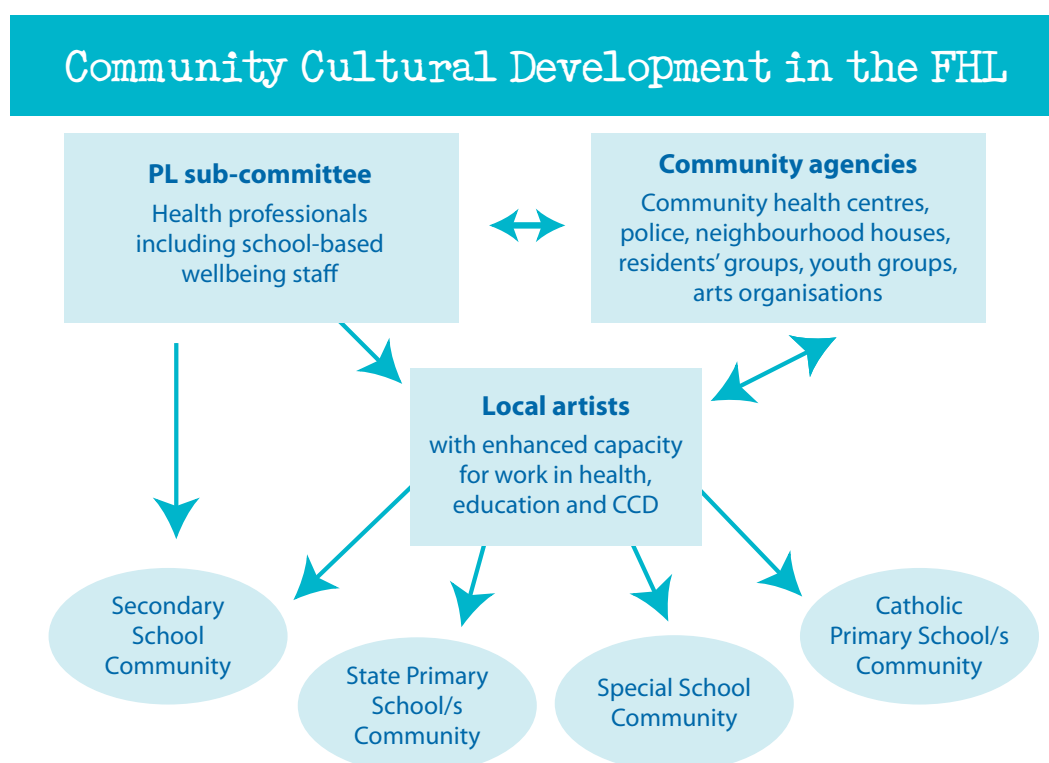 Community Cultural Development in the FHL
PL sub-committee
Health professionals
including school-based
wellbeing staff
Community agencies
Community health centres,
police, neighbourhood houses,
residents' groups, youth groups,
arts organisations
Local artists
with enhanced capacity
for work in health,
education and CCD
Secondary
School
Community
State Primary
School/s
Community
Special School
Community
Catholic
Primary School/s
Community